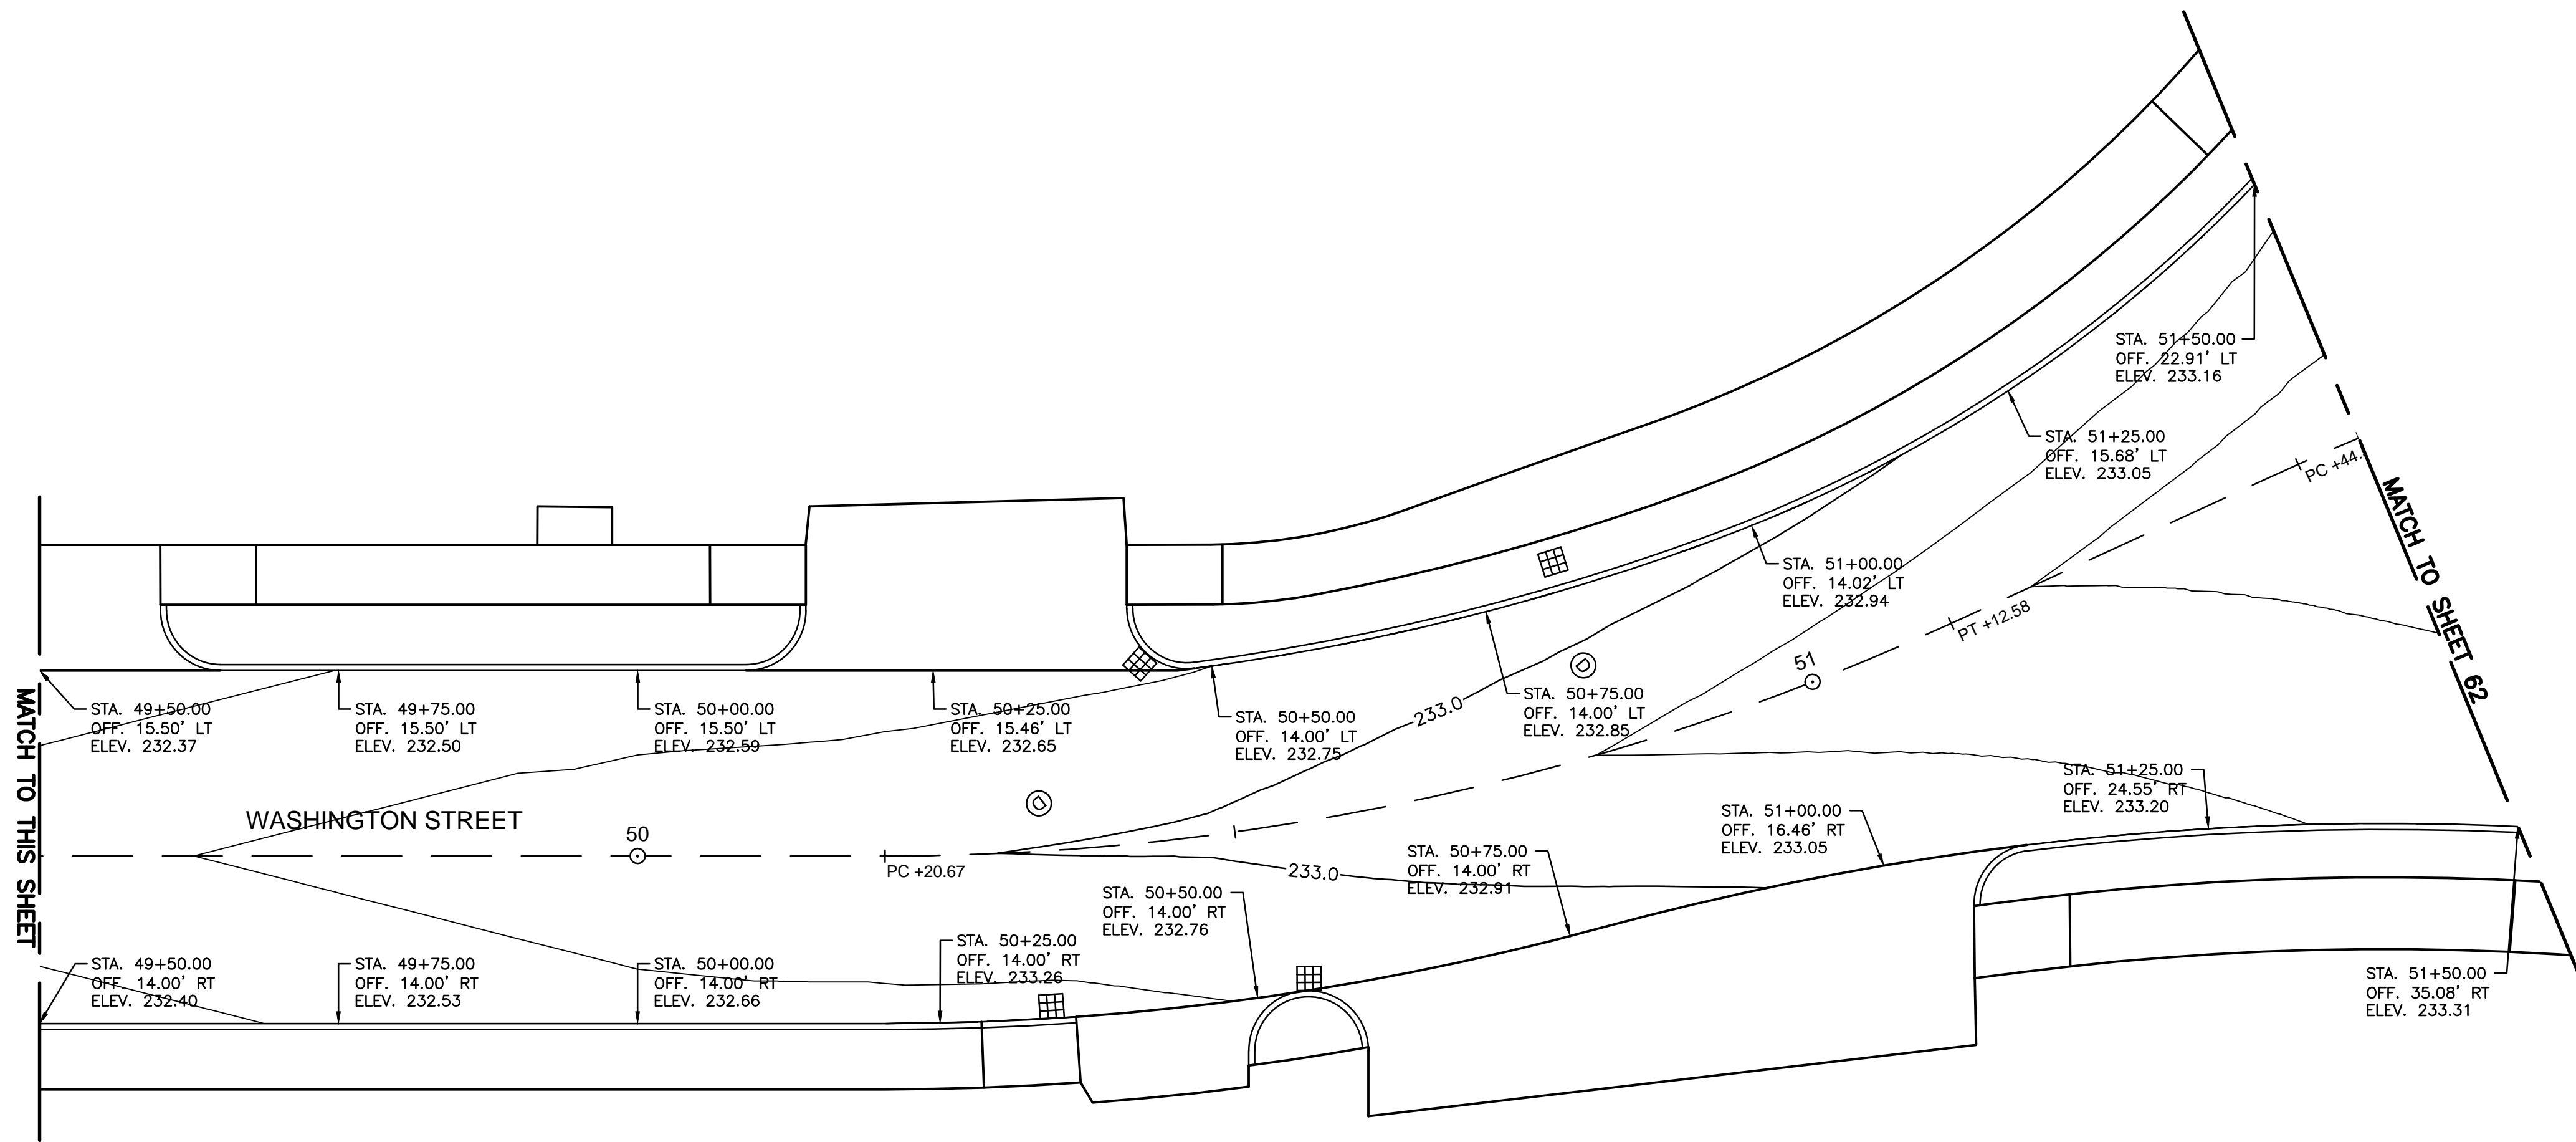 STA. 51+50.00
OFF. 22.91' LT
ELEV. 233.16
STA. 51+25.00
OFF. 15.68' LT
ELEV. 233.05
PC +44.
MATCH TO SHEET 62
STA. 51+00.00
OFF. 14.02' LT
ELEV. 232.94
PT +12.58
51
D
MATCH TO THIS SHEET
STA. 49+50.00
OFF. 15.50' LT
ELEV. 232.37
STA. 49+75.00
OFF. 15.50' LT
ELEV. 232.50
STA. 50+00.00
OFF. 15.50' LT
ELEV. 232.59
STA. 50+25.00
OFF. 15.46' LT
ELEV. 232.65
STA. 50+50.00
OFF. 14.00' LT
ELEV. 232.75
233.0
STA. 50+75.00
OFF. 14.00' LT
ELEV. 232.85
WASHINGTON STREET
50
D
PC +20.67
233.0
STA. 51+25.00
OFF. 24.55' RT
ELEV. 233.20
STA. 51+00.00
OFF. 16.46' RT
ELEV. 233.05
STA. 50+75.00
OFF. 14.00' RT
ELEV. 232.91
STA. 50+50.00
OFF. 14.00' RT
ELEV. 232.76
STA. 50+25.00
OFF. 14.00' RT
ELEV. 233.26
STA. 49+50.00
OFF. 14.00' RT
ELEV. 232.40
STA. 49+75.00
OFF. 14.00' RT
ELEV. 232.53
STA. 50+00.00
OFF. 14.00' RT
ELEV. 232.66
STA. 51+50.00
OFF. 35.08' RT
ELEV. 233.31